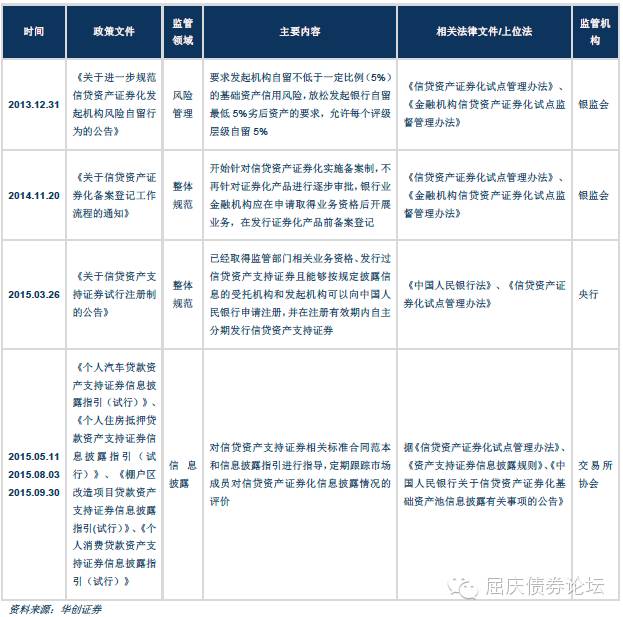 时间
政策文件
监管
领域
主要内容
相关法律文件/上位法
监管机
构
2013.12.31
《关于进一步规范
信贷资产证券化发
起机构风险自留行
为的公告》
风险
管理
要求发起机构自留不低于一定比例（5%）
的基础资产信用风险，放松发起银行自留
最低 5%劣后资产的要求，允许每个评级
层级自留 5%
《信贷资产证券化试点管理办法》、
《金融机构信贷资产证券化试点监
督管理办法》
银监会
2014.11.20
《关于信贷资产证
券化备案登记工作
流程的通知》
整体
规范
开始针对信贷资产证券化实施备案制，不
再针对证券化产品进行逐步审批，银行业
金融机构应在申请取得业务资格后开展
业务，在发行证券化产品前备案登记
《信贷资产证券化试点管理办法》、
《金融机构信贷资产证券化试点监
督管理办法》
银监会
2015.03.26
《关于信贷资产支
持证券试行注册制
的公告》
整体
规范
已经取得监管部门相关业务资格、发行过
信贷资产支持证券且能够按规定披露信
息的受托机构和发起机构可以向中国人
民银行申请注册，并在注册有效期内自主
分期发行信贷资产支持证券
《中国人民银行法》、《信贷资产证
券化试点管理办法》
央行
2015.05.11
2015.08.03
2015.09.30
《个人汽车贷款资
产支持证券信息披
露指引（试行）》、
《个人住房抵押贷
款资产支持证券信
息披露指引（试
行）》、《棚户区
改造项目贷款资产
支持证券信息披露
指引(试行)》、《个
人消费贷款资产支
持证券信息披露指
引（试行）》
信 息
披露
对信贷资产支持证券相关标准合同范本
和信息披露指引进行指导，定期跟踪市场
成员对信贷资产证券化信息披露情况的
评价
据《信贷资产证券化试点管理办法》、
《资产支持证券信息披露规则》、《中
国人民银行关于信贷资产证券化基
础资产池信息披露有关事项的公告》
交易所
协会
资料来源：华创证券
屈庆债券论坛